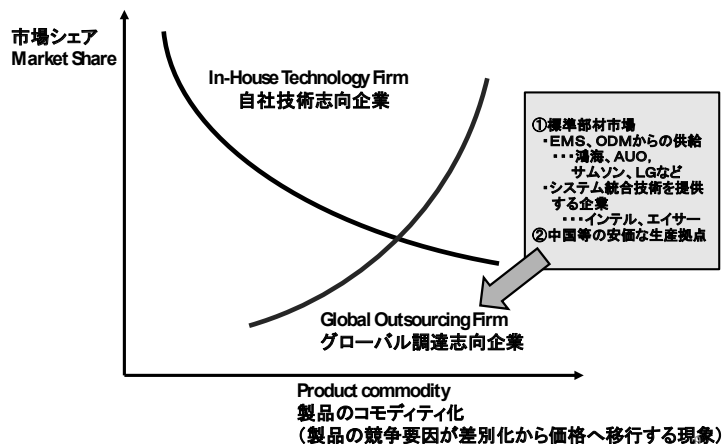 市場シェア
Market Share
In-House Technology Firm
自社技術志向企業
①標準部材市場
・EMS、ODMからの供給
・・・鴻海、AUO,
サムソン、LGなど
・システム統合技術を提供
する企業
・・・インテル、エイサー
②中国等の安価な生産拠点
Global Outsourcing Firm
グローバル調達志向企業
Product commodity
製品のコモディティ化
（製品の競争要因が差別化から価格へ移行する現象）